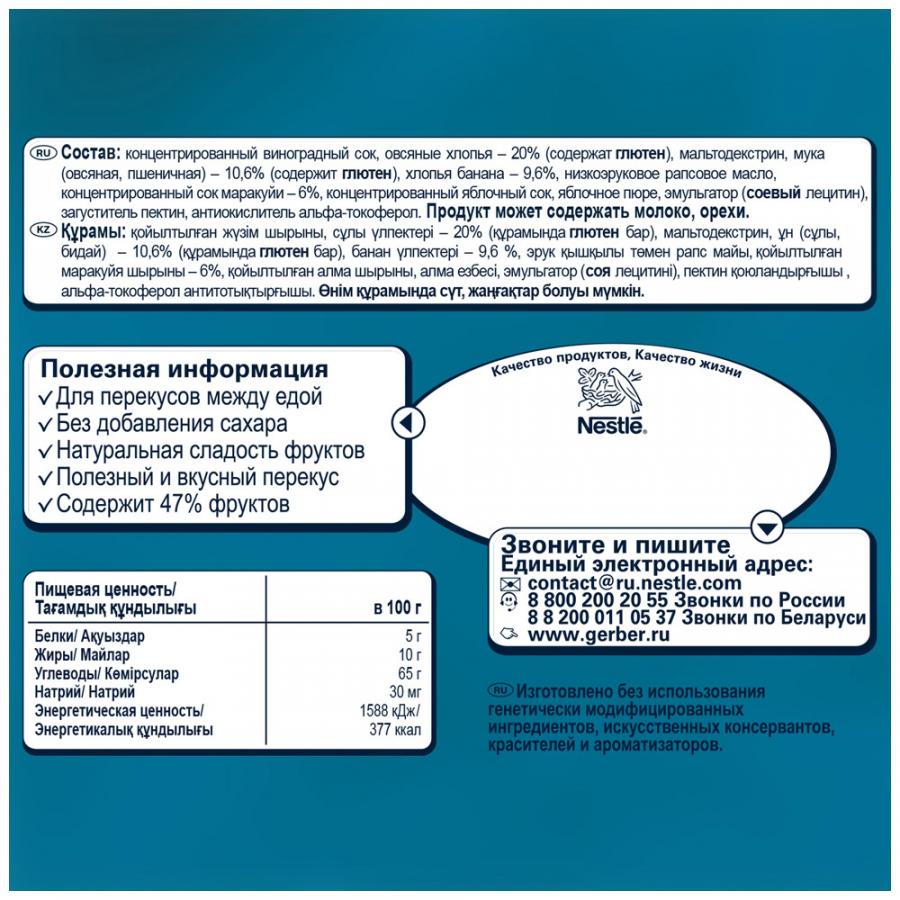 RU Состав: концентрированный виноградный сок, овсяные хлопья – 20% (содержат глютен), мальтодекстрин, мука
(овсяная, пшеничная) – 10,6% (содержит глютен), хлопья банана – 9,6%, низкоэруковое рапсовое масло,
концентрированный сок маракуйи – 6%, концентрированный яблочный сок, яблочное пюре, эмульгатор (соевый лецитин),
загуститель пектин, антиокислитель альфа-токоферол. Продукт может содержать молоко, орехи.
KZ Құрамы: қойылтылған жүзім шырыны, сұлы үлпектері – 20% (құрамында глютен бар), мальтодекстрин, ұн (сұлы,
бидай) – 10,6% (құрамында глютен бар), банан үлпектері – 9,6 %, эрук қышқылы төмен рапс майы, қойылтылған
маракуйя шырыны – 6%, қойылтылған алма шырыны, алма езбесі, эмульгатор (соя лецитині), пектин қоюландырғышы ,
альфа-токоферол антитотықтырғышы. Өнім құрамында сүт, жаңғақтар болуы мүмкін.
Полезная информация
Для перекусов между едой
Без добавления сахара
Натуральная сладость фруктов
Полезный и вкусный перекус
Содержит 47% фруктов
Качество продуктов, Качество жизни
Nestlé®
Звоните и пишите
Единый электронный адрес:
contact@ru.nestle.com
8 800 200 20 55 Звонки по России
8 8 200 011 05 37 Звонки по Беларуси
www.gerber.ru
Пищевая ценность/
Тағамдық құндылығы в 100 г
Белки/ Ақуыздар 5 г
Жиры/ Майлар 10 г
Углеводы/ Көмірсулар 65 г
Натрий/ Натрий 30 мг
Энергетическая ценность/ 1588 кДж/
Энергетикалық құндылығы 377 ккал
RU Изготовлено без использования
генетически модифицированных
ингредиентов, искусственных консервантов,
красителей и ароматизаторов.